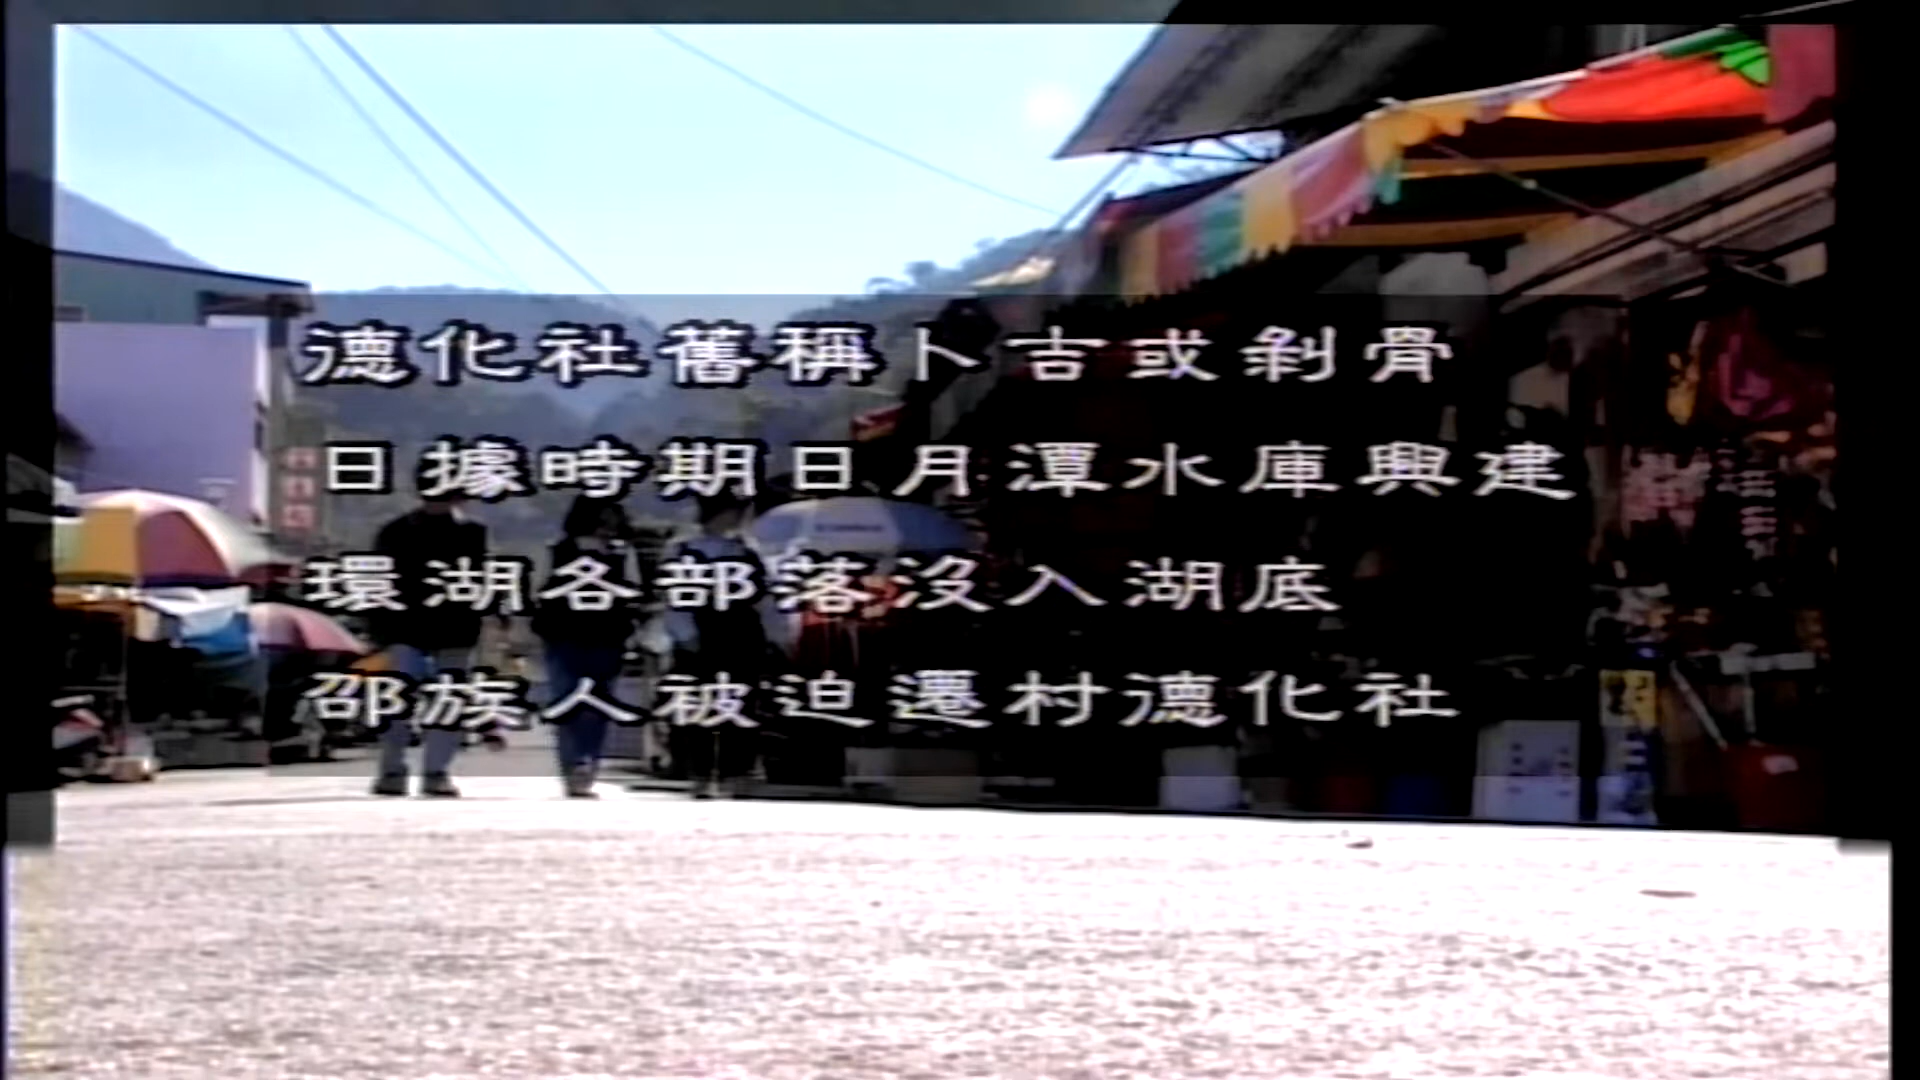 德化社舊稱卜吉或剝骨
日據時期日月潭水庫興建
環湖各部落沒入湖底
邵族人被迫遷村德化社